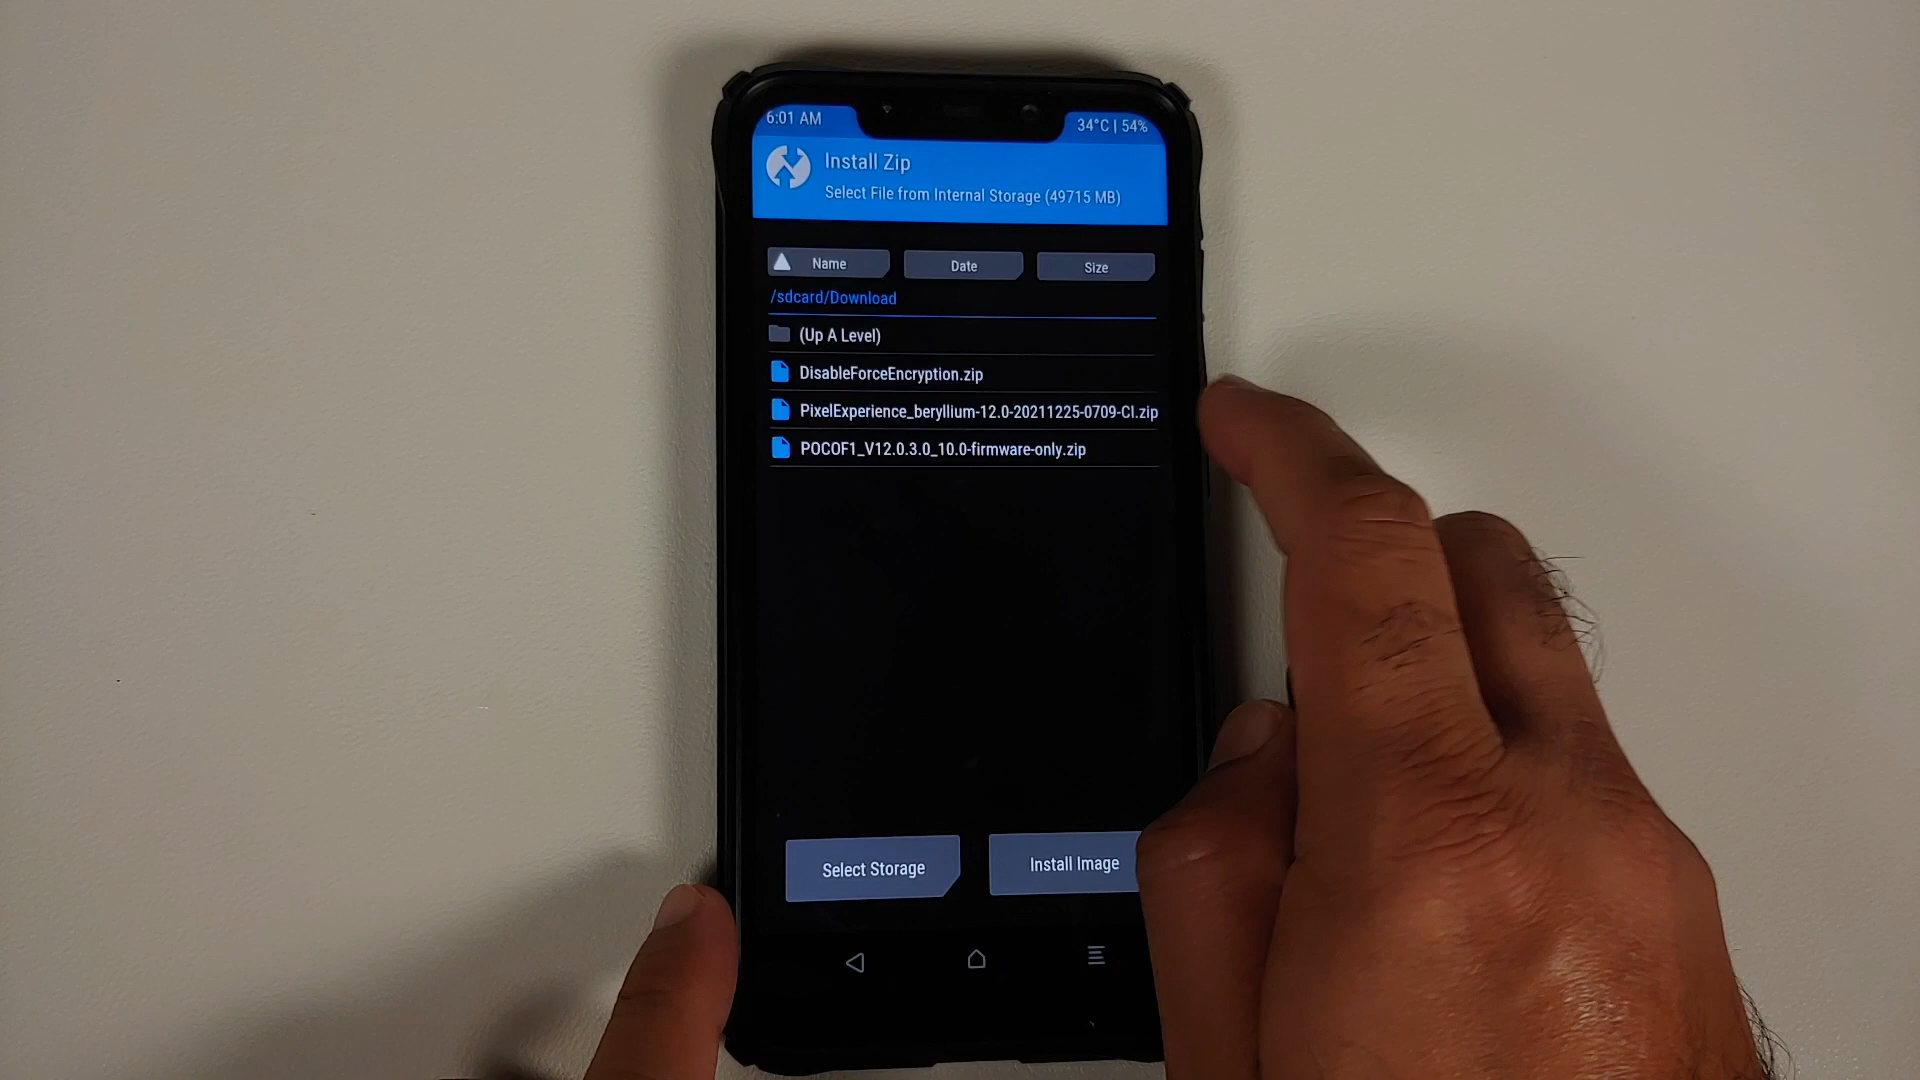 6:01 AM
34°C | 54%
Install Zip
Select File from Internal Storage (49715 MB)
Name
Date
Size
/sdcard/Download
(Up A Level)
DisableForceEncryption.zip
PixelExperience_beryllium-12.0-20211225-0709-CI.zip
POCOF1_V12.0.3.0_10.0-firmware-only.zip
Select Storage
Install Image